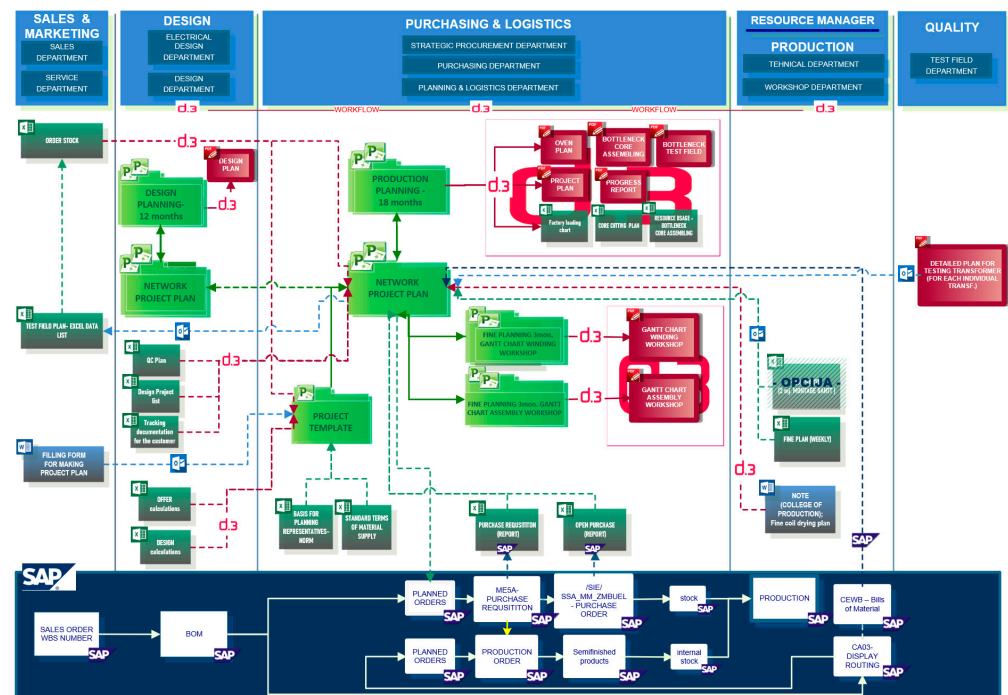 SALES &
MARKETING
SALES
DEPARTMENT
SERVICE
DEPARTMENT
DESIGN
ELECTRICAL
DESIGN
DEPARTMENT
DESIGN
DEPARTMENT
PURCHASING & LOGISTICS
STRATEGIC PROCUREMENT DEPARTMENT
PURCHASING DEPARTMENT
PLANNING & LOGISTICS DEPARTMENT
RESOURCE MANAGER
PRODUCTION
TEHNICAL DEPARTMENT
WORKSHOP DEPARTMENT
QUALITY
TEST FIELD
DEPARTMENT
d.3
WORKFLOW
d.3
WORKFLOW
d.3
ORDER STOCK
d.3
DESIGN
PLAN
DESIGN
PLANNING-
12 months
d.3
PRODUCTION
PLANNING -
18 months
d.3
OVEN
PLAN
BOTTLENECK
CORE
ASSEMBLING
BOTTLENECK
TEST FIELD
PROJECT
PLAN
PROGRESS
REPORT
Factory loading
chart
CORE CUTTING PLAN
RESOURCE USAGE -
BOTTLENECK
CORE ASSEMBLING
NETWORK
PROJECT PLAN
NETWORK
PROJECT PLAN
DETAILED PLAN FOR
TESTING TRANSFORMER
(FOR EACH INDIVIDUAL
TRANSF.)
TEST FIELD PLAN- EXCEL DATA
LIST
FINE PLANNING 3mon.
GANTT CHART WINDING
WORKSHOP
d.3
GANTT CHART
WINDING
WORKSHOP
QC Plan
d.3
Design Project
list
Tracking
documentation
for the customer
PROJECT
TEMPLATE
FINE PLANNING 3mon. GANTT
CHART ASSEMBLY WORKSHOP
d.3
GANTT CHART
ASSEMBLY
WORKSHOP
- OPCIJA -
FINE PLAN (WEEKLY)
FILLING FORM
FOR MAKING
PROJECT PLAN
d.3
OFFER
calculations
d.3
DESIGN
calculations
BASIS FOR
PLANNING
REPRESENTATIVES-
NORM
STANDARD TERMS
OF MATERIAL
SUPPLY
PURCHASE REQUISTITON
(REPORT)
SAP
OPEN PURCHASE
(REPORT)
SAP
NOTE
(COLLEGE OF
PRODUCTION);
Fine soil drying plan
SAP
SAP
SALES ORDER
WBS NUMBER
SAP
BOM
SAP
PLANNED
ORDERS
SAP
ME5A-
PURCHASE
REQUSITITON
SAP
/SIE/
SSA_MM_ZMBUEL
- PURCHASE
ORDER
SAP
stock
SAP
PRODUCTION
SAP
CEWB – Bills
of Material
PLANNED
ORDERS
SAP
PRODUCTION
ORDER
SAP
Semifinished
products
SAP
internal
stock
SAP
CA03-
DISPLAY
ROUTING
SAP